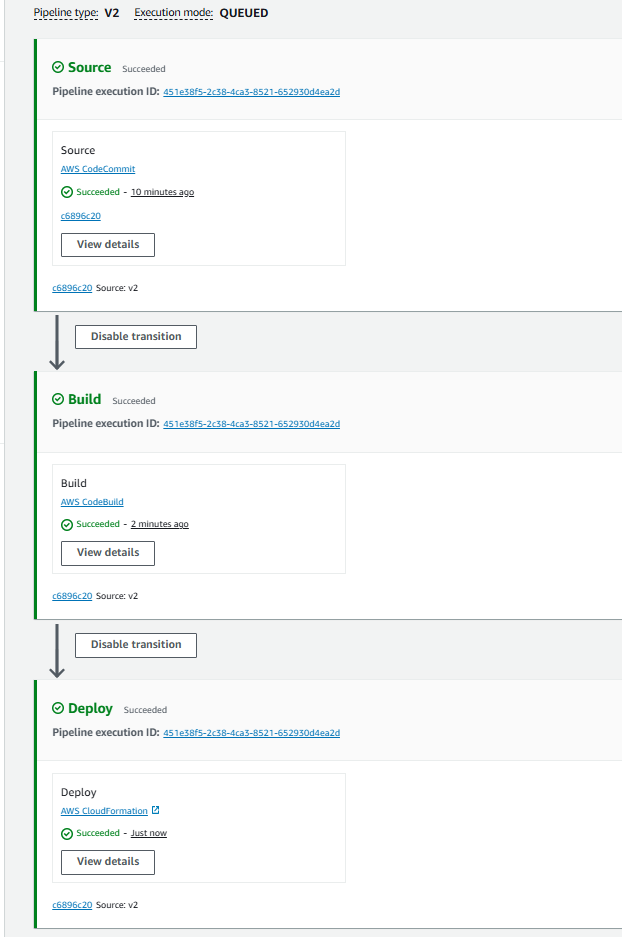 Pipeline type: V2 Execution mode: QUEUED
Source Succeeded
Pipeline execution ID: 451e38f5-2c38-4ca3-8521-652930d4ea2d
Source
AWS CodeCommit
Succeeded - 10 minutes ago
c6896c20
View details
c6896c20 Source: v2
Disable transition
Build Succeeded
Pipeline execution ID: 451e38f5-2c38-4ca3-8521-652930d4ea2d
Build
AWS CodeBuild
Succeeded - 2 minutes ago
View details
c6896c20 Source: v2
Disable transition
Deploy Succeeded
Pipeline execution ID: 451e38f5-2c38-4ca3-8521-652930d4ea2d
Deploy
AWS CloudFormation
Succeeded - Just now
View details
c6896c20 Source: v2